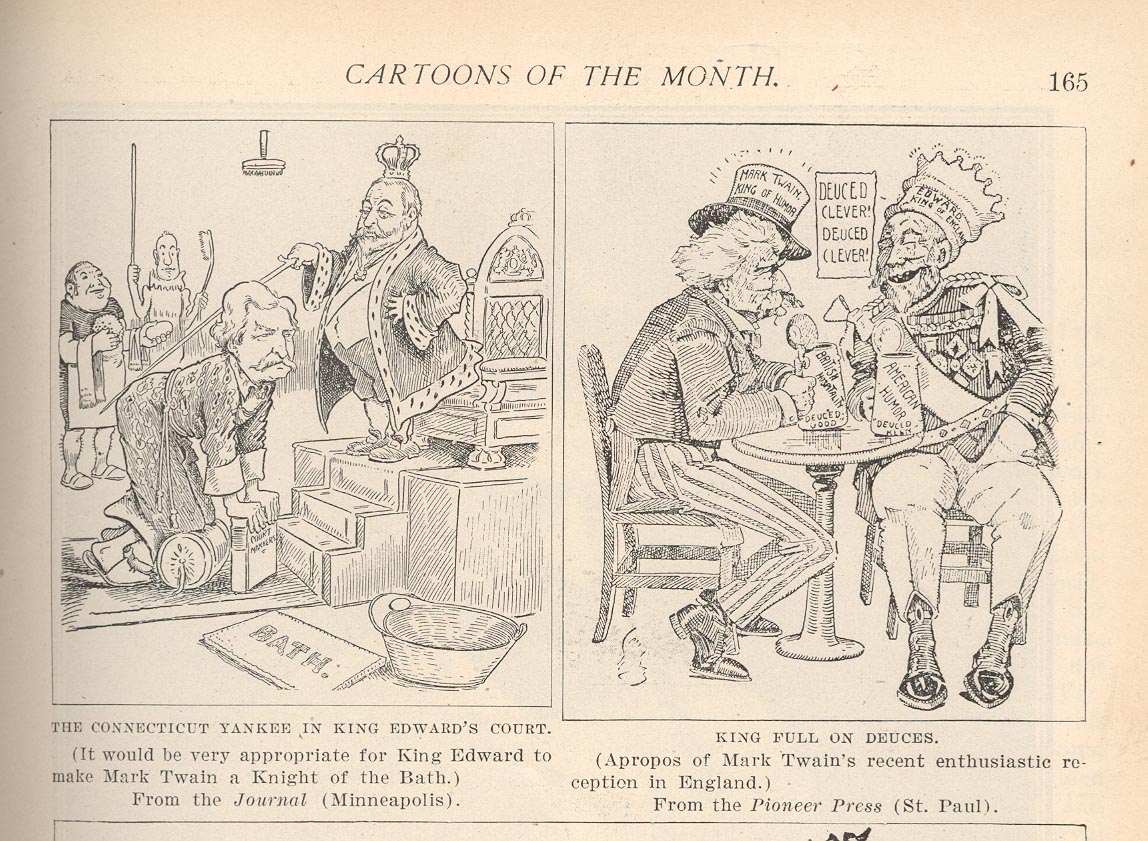 CARTOONS OF THE MONTH.
165
BATH.
COURT
MANNERS
THE CONNECTICUT YANKEE IN KING EDWARD'S COURT.
(It would be very appropriate for King Edward to
make Mark Twain a Knight of the Bath.)
From the Journal (Minneapolis).
MARK TWAIN
KING OF HUMOR
DEUCED
CLEVER!
DEUCED
CLEVER!
EDWARD
KING OF ENGL
BRITISH
DEUCED
GOOD
AMERICAN
HUMOR
DEUCED
KING FULL ON DEUCES.
(Apropos of Mark Twain's recent enthusiastic re-
ception in England.)
From the Pioneer Press (St. Paul).